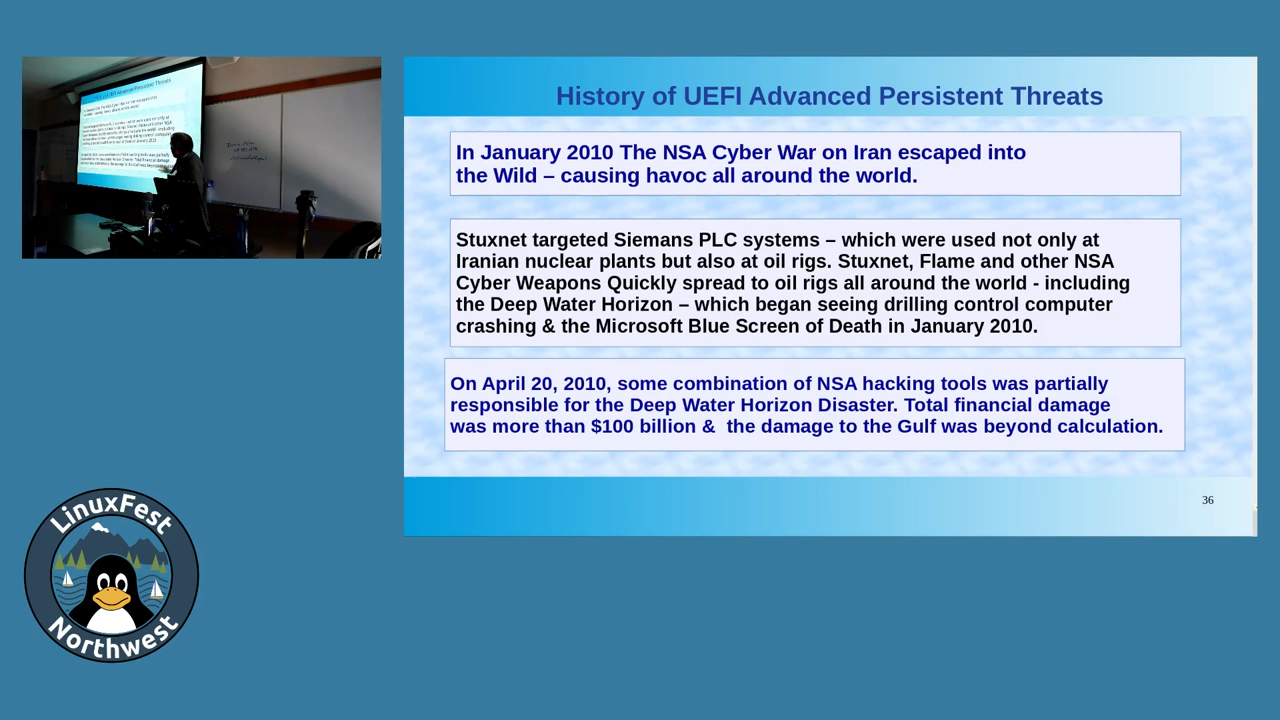 History of UEFI Advanced Persistent Threats
In January 2010 The NSA Cyber War on Iran escaped into
the Wild – causing havoc all around the world.
Stuxnet targeted Siemans PLC systems – which were used not only at
Iranian nuclear plants but also at oil rigs. Stuxnet, Flame and other NSA
Cyber Weapons Quickly spread to oil rigs all around the world - including
the Deep Water Horizon – which began seeing drilling control computer
crashing & the Microsoft Blue Screen of Death in January 2010.
On April 20, 2010, some combination of NSA hacking tools was partially
responsible for the Deep Water Horizon Disaster. Total financial damage
was more than $100 billion &  the damage to the Gulf was beyond calculation.
36
LinuxFest
Northwest